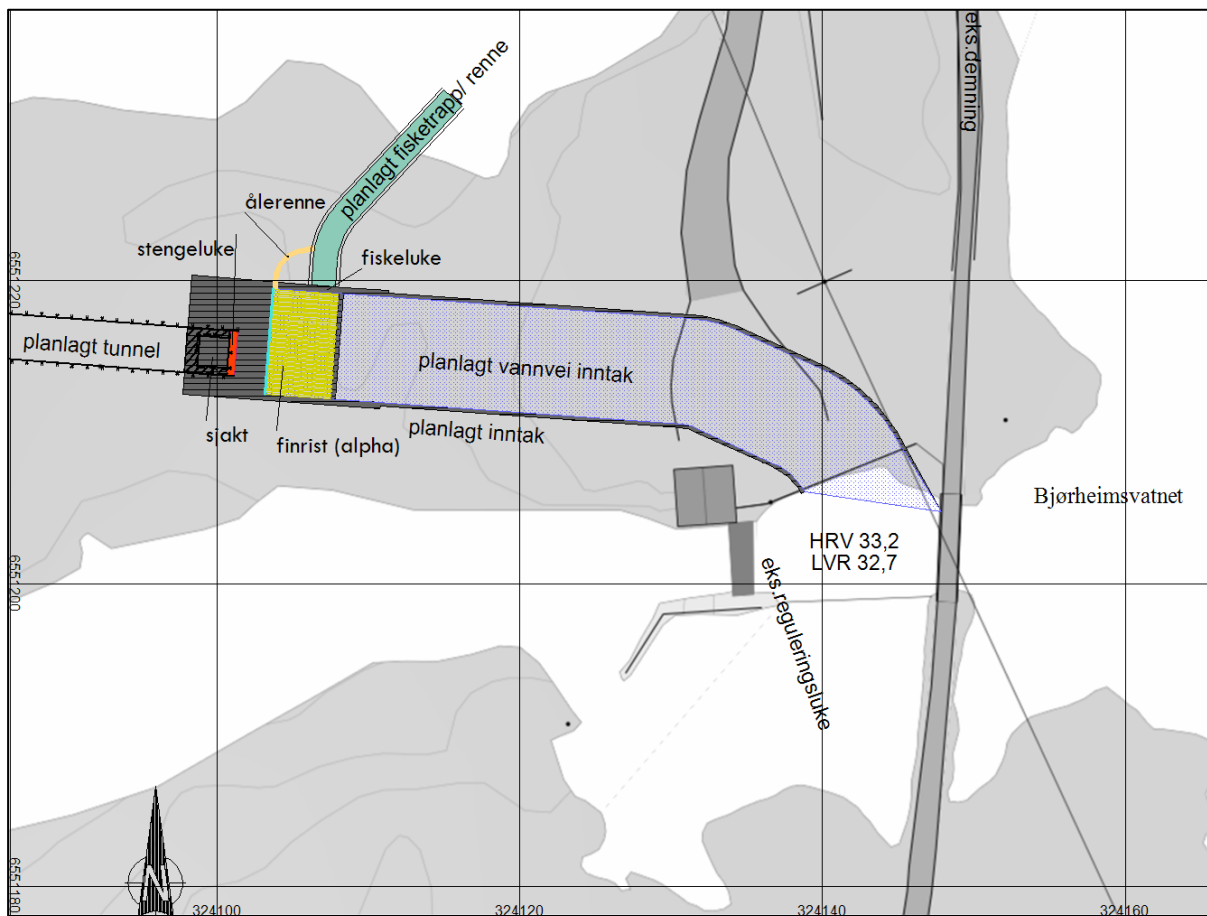 eks.demning
planlagt fisketrapp/ renne
ålerenne
stengeluke
fiskeluke
6551220
planlagt tunnel
planlagt vannvei inntak
sjakt
finrist (alpha)
planlagt inntak
Bjørheimsvatnet
HRV 33,2
LVR 32,7
eks.reguleringsluke
6551200
6551180
N
324100
324120
324140
324160